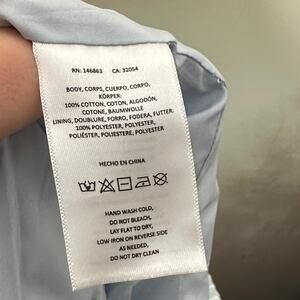 RN: 146863 CA: 32054
BODY, CORPS, CUERPO, CORPO,
KÖRPER:
100% COTTON, COTON, ALGODÓN,
COTONE, BAUMWOLLE
LINING, DOUBLURE, FORRO, FODERA, FUTTER:
100% POLYESTER, POLYESTER,
POLIÉSTER, POLIESTERE, POLYESTER
HECHO EN CHINA
HAND WASH COLD,
DO NOT BLEACH,
LAY FLAT TO DRY,
LOW IRON ON REVERSE SIDE
AS NEEDED,
DO NOT DRY CLEAN